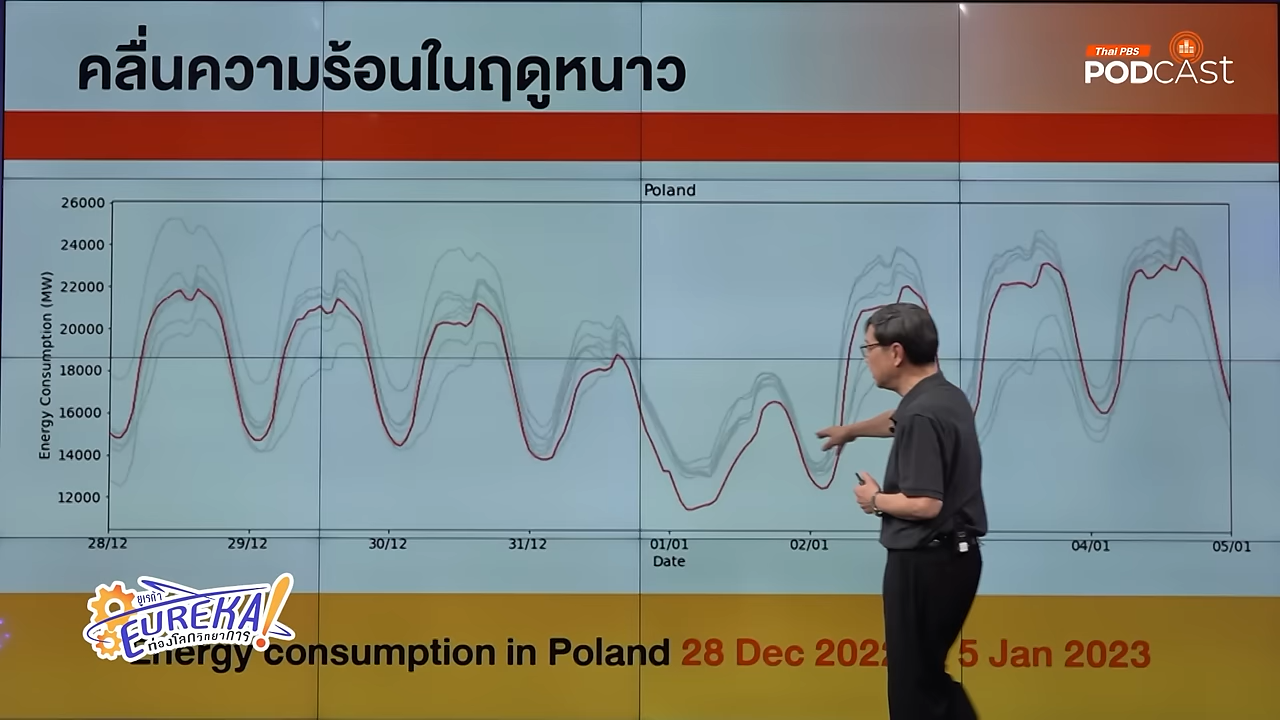 คลื่นความร้อนในฤดูหนาว
Thai PBS
PODCAST
Poland
26000
24000
22000
20000
18000
16000
14000
12000
Energy Consumption (MW)
28/12
29/12
30/12
31/12
01/01
02/01
04/01
05/01
Date
ยูเรก้า
EUREKA!
ท่องโลกวิทยาการ
Energy consumption in Poland 28 Dec 2022 5 Jan 2023